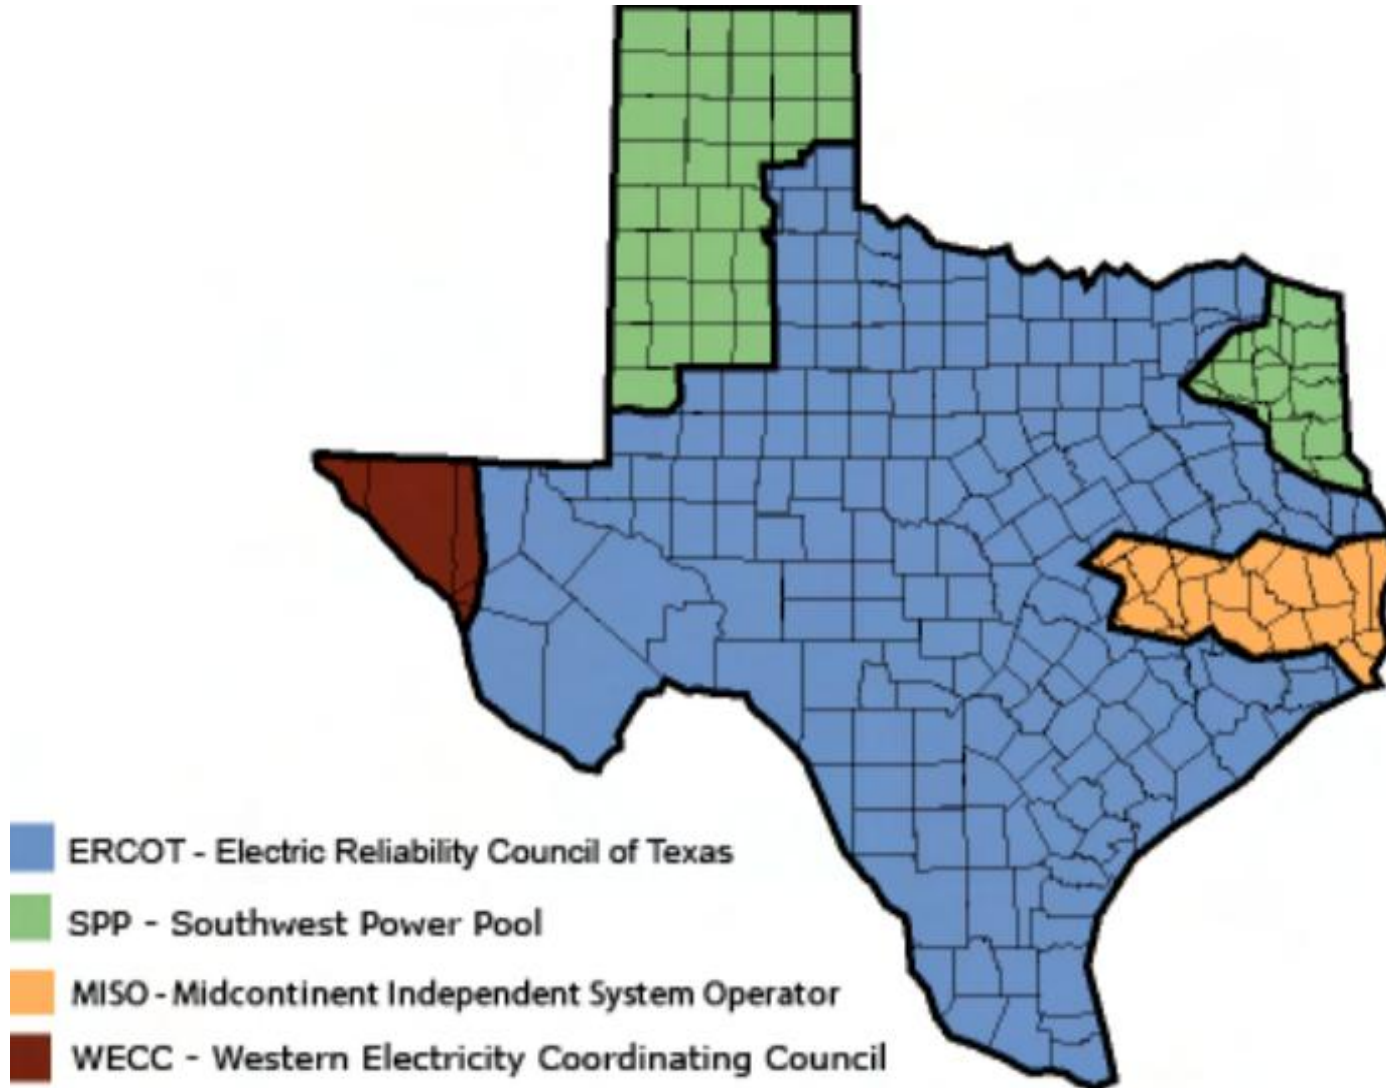 ERCOT - Electric Reliability Council of Texas
SPP - Southwest Power Pool
MISO - Midcontinent Independent System Operator
WECC - Western Electricity Coordinating Council